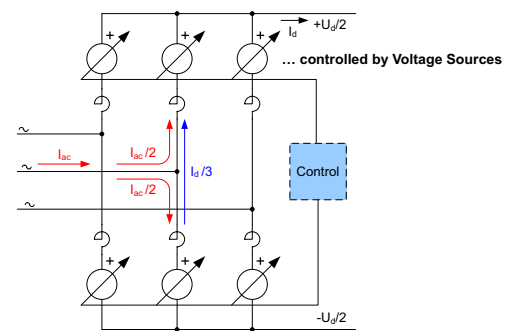 +U_d/2
I_d
+ + +
... controlled by Voltage Sources
~
I_ac I_ac/2
~
I_d/3
Control
I_ac/2
~
+ + +
-U_d/2